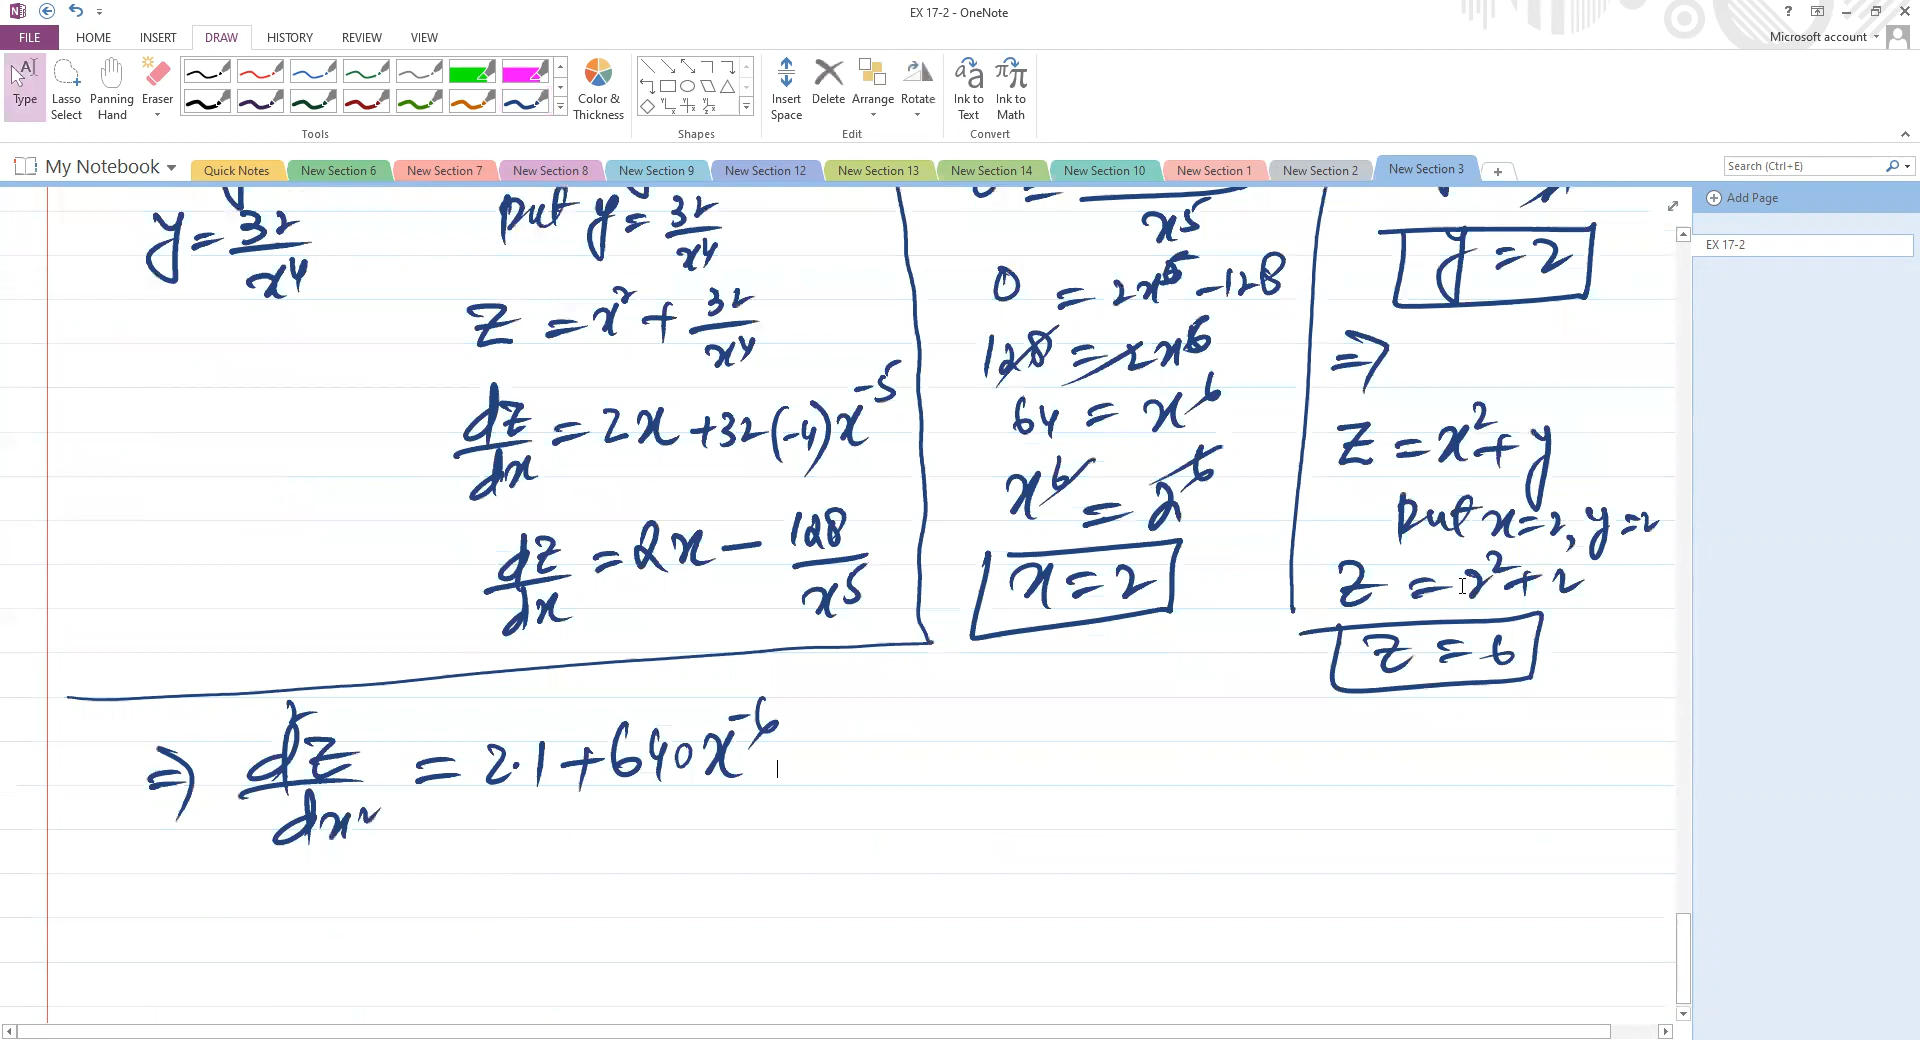 EX 17-2 - OneNote
FILE HOME INSERT DRAW HISTORY REVIEW VIEW
Microsoft account
Type Lasso Select Panning Hand Eraser Color & Thickness Insert Space Delete Arrange Rotate Ink to Text Ink to Math
Tools Shapes Edit Convert
My Notebook Quick Notes New Section 6 New Section 7 New Section 8 New Section 9 New Section 12 New Section 13 New Section 14 New Section 10 New Section 1 New Section 2 New Section 3 Search (Ctrl+E)
Add Page
EX 17-2
y = 32/x⁴
Put y = 32/x⁴
Z = x² + 32/x⁴
dz/dx = 2x + 32(-4)x⁻⁵
dz/dx = 2x - 128/x⁵
x⁵
0 = 2x⁶ - 128
128 = 2x⁶
64 = x⁶
x⁶ = 2⁶
x = 2
y = 2
⇒
Z = x² + y
Put x = 2, y = 2
Z = 2² + 2
Z = 6
⇒ d²z/dx² = 2·1 + 640x⁻⁶